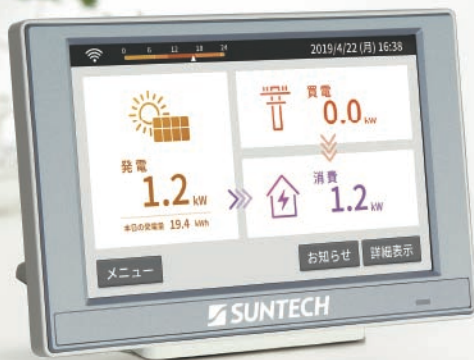 0 6 12 18 24
2019/4/22 (月) 16:38
発電
1.2 kW
本日の発電量 19.4 kWh
買電
0.0 kW
消費
1.2 kW
メニュー
お知らせ
詳細表示
SUNTECH